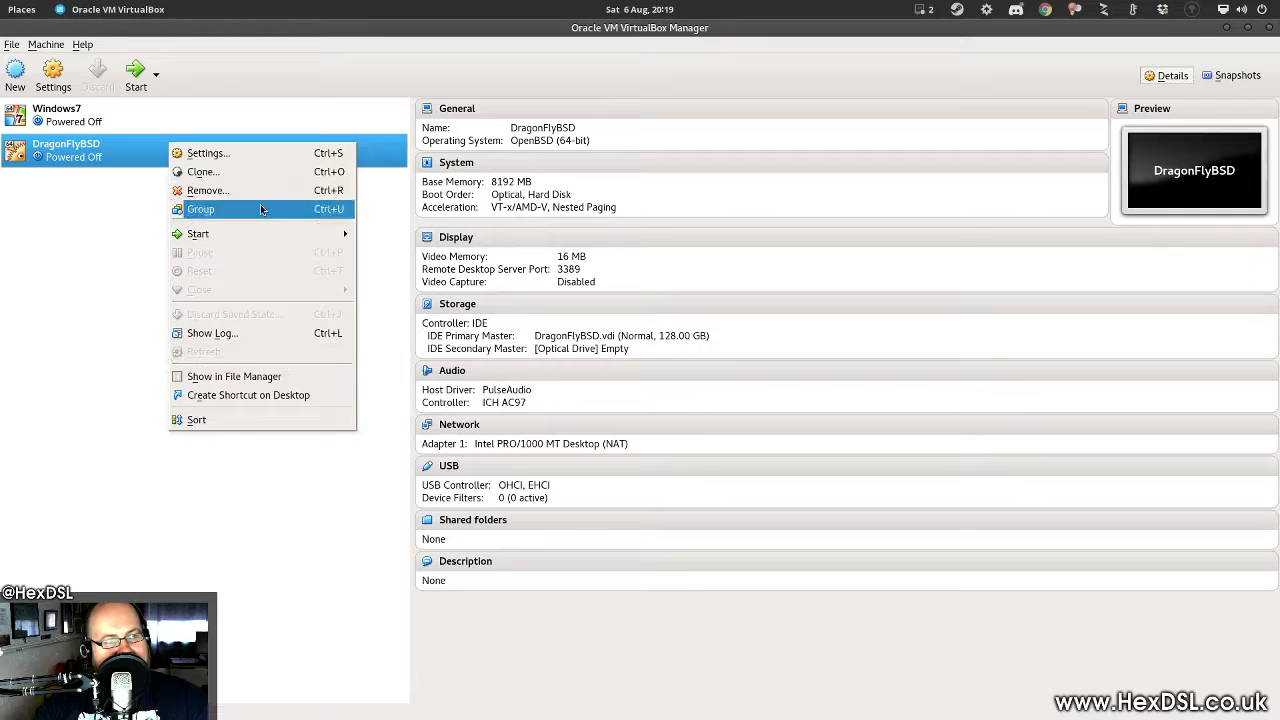 Places Oracle VM VirtualBox Sat 6 Aug, 20:19 2
Oracle VM VirtualBox Manager
File Machine Help
New Settings Discard Start Details Snapshots
Windows7
Powered Off
DragonFlyBSD
Powered Off
Settings... Ctrl+S
Clone... Ctrl+O
Remove... Ctrl+R
Group Ctrl+U
Start
Pause Ctrl+P
Reset Ctrl+T
Close
Discard Saved State... Ctrl+J
Show Log... Ctrl+L
Refresh
Show in File Manager
Create Shortcut on Desktop
Sort
General
Name: DragonFlyBSD
Operating System: OpenBSD (64-bit)
System
Base Memory: 8192 MB
Boot Order: Optical, Hard Disk
Acceleration: VT-x/AMD-V, Nested Paging
Display
Video Memory: 16 MB
Remote Desktop Server Port: 3389
Video Capture: Disabled
Storage
Controller: IDE
IDE Primary Master: DragonFlyBSD.vdi (Normal, 128.00 GB)
IDE Secondary Master: [Optical Drive] Empty
Audio
Host Driver: PulseAudio
Controller: ICH AC97
Network
Adapter 1: Intel PRO/1000 MT Desktop (NAT)
USB
USB Controller: OHCI, EHCI
Device Filters: 0 (0 active)
Shared folders
None
Description
None
Preview
DragonFlyBSD
@HexDSL
www.HexDSL.co.uk